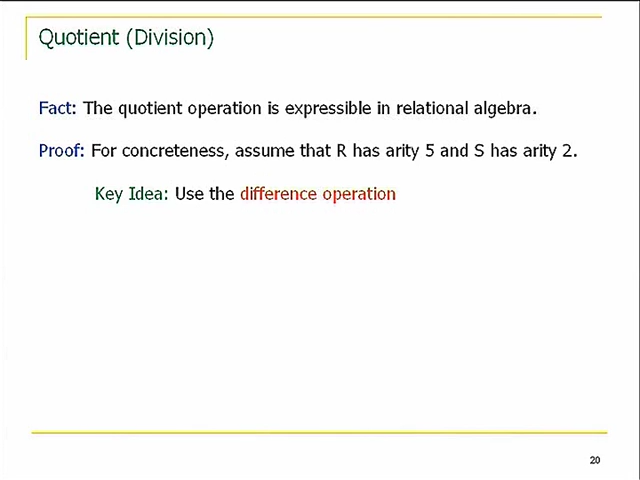 Quotient (Division)
Fact: The quotient operation is expressible in relational algebra.
Proof: For concreteness, assume that R has arity 5 and S has arity 2.
Key Idea: Use the difference operation
20